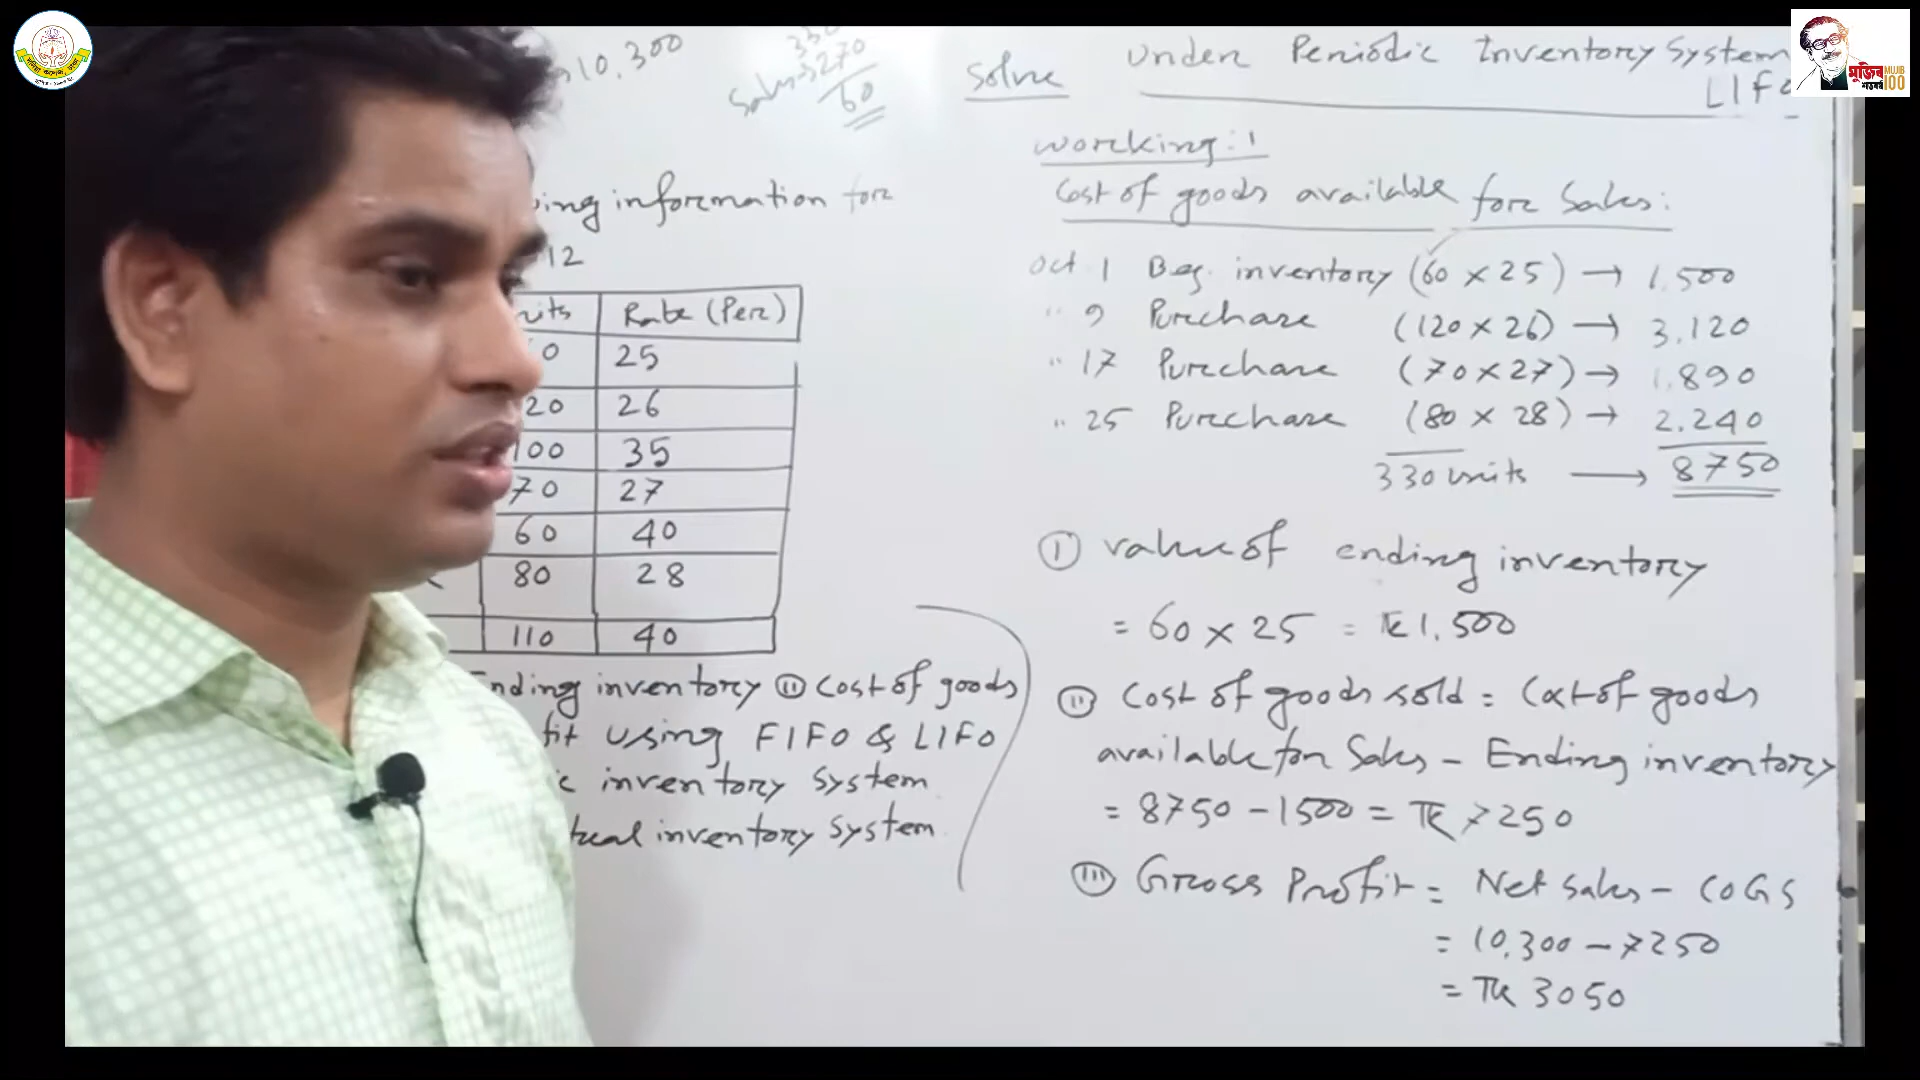 10,300
330
Sales-270
60
Solve Under Periodic Inventory System
LIFO
Working: 1
Cost of goods available for Sales:
Oct 1 Beg. inventory (60 x 25) → 1,500
" 9 Purchase (120 x 26) → 3,120
" 17 Purchase (70 x 27) → 1,890
" 25 Purchase (80 x 28) → 2,240
330 units → 8750
(I) value of ending inventory
= 60 x 25 = Tk 1,500
(II) Cost of goods sold = Cost of goods
available for Sales - Ending inventory
= 8750 - 1500 = Tk 7250
(III) Gross Profit = Net sales - COGS
= 10,300 - 7250
= Tk 3050
ing information for
12
Rate (Per)
0 25
20 26
100 35
70 27
60 40
80 28
110 40
Ending inventory (II) Cost of goods
fit using FIFO & LIFO
c inventory system
tual inventory system
মুজিব
শতবর্ষ
MUJIB
100